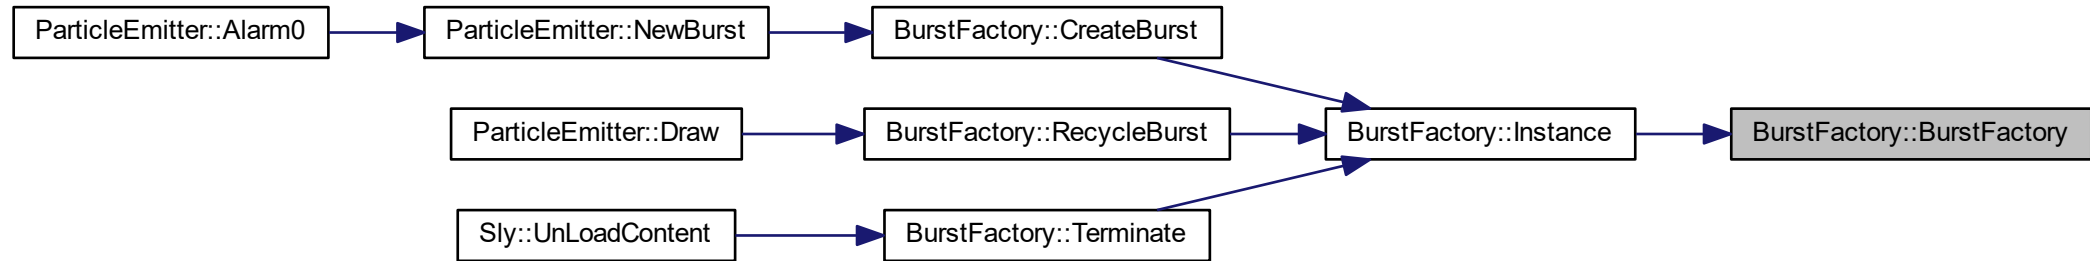 ParticleEmitter::Alarm0
ParticleEmitter::NewBurst
BurstFactory::CreateBurst
ParticleEmitter::Draw
BurstFactory::RecycleBurst
BurstFactory::Instance
BurstFactory::BurstFactory
Sly::UnLoadContent
BurstFactory::Terminate